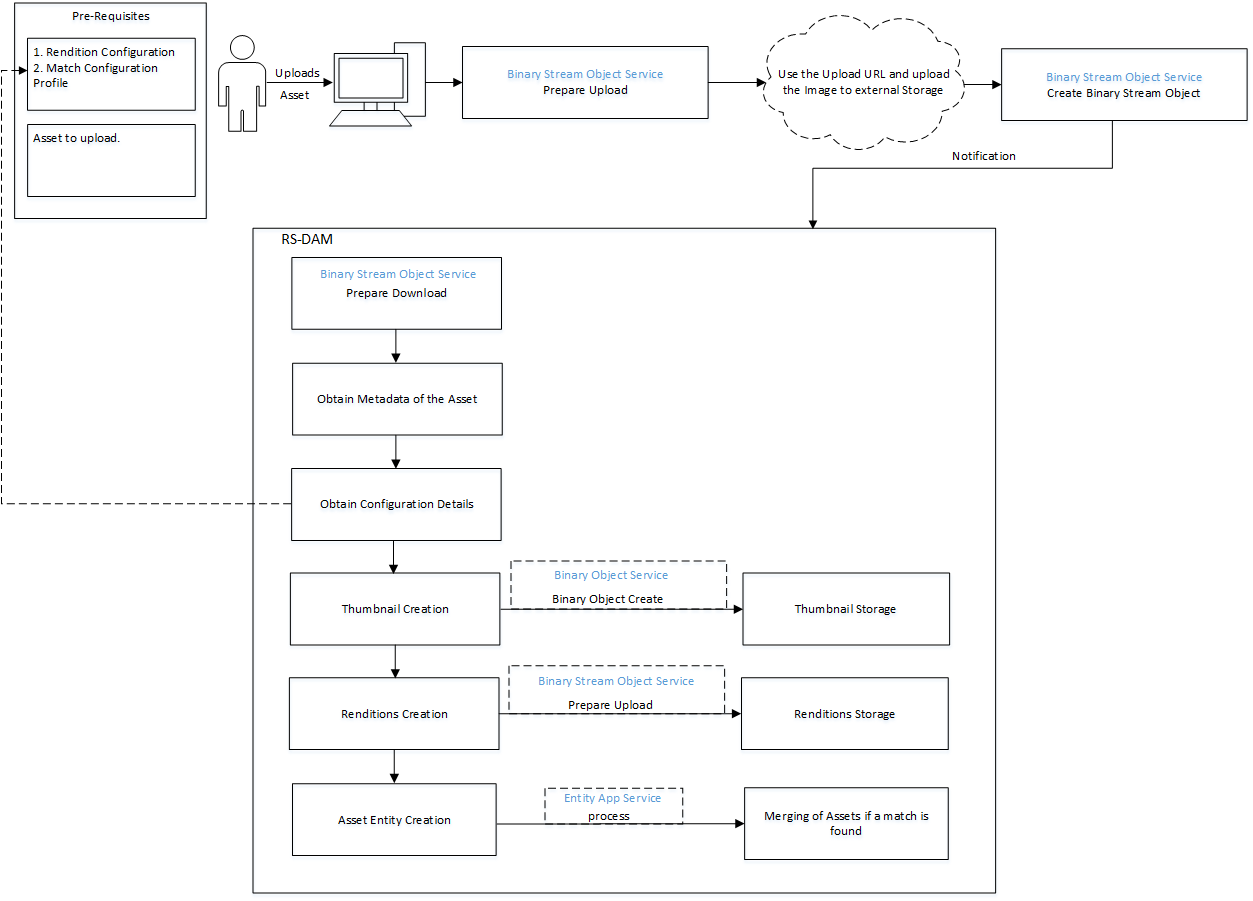 Pre-Requisites
1. Rendition Configuration
2. Match Configuration
Profile
Asset to upload.
Uploads
Asset
Binary Stream Object Service
Prepare Upload
Use the Upload URL and upload
the Image to external Storage
Binary Stream Object Service
Create Binary Stream Object
Notification
RS-DAM
Binary Stream Object Service
Prepare Download
Obtain Metadata of the Asset
Obtain Configuration Details
Thumbnail Creation
Binary Object Service
Binary Object Create
Thumbnail Storage
Renditions Creation
Binary Stream Object Service
Prepare Upload
Renditions Storage
Asset Entity Creation
Entity App Service
process
Merging of Assets if a match is
found